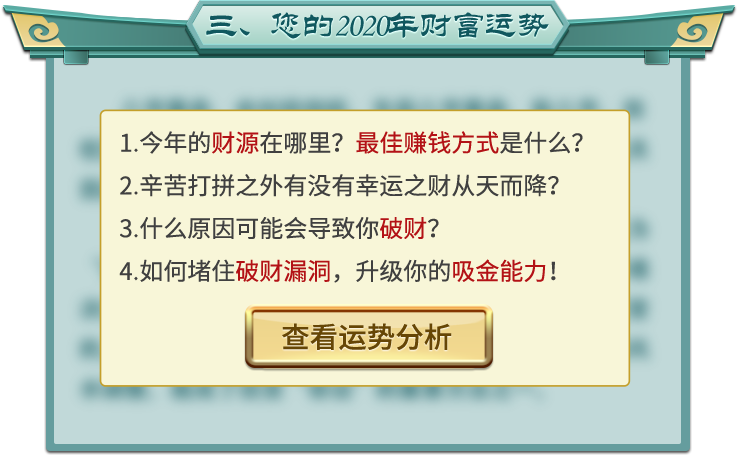 三、您的2020年财富运势
1.今年的财源在哪里？最佳赚钱方式是什么？
2.辛苦打拼之外有没有幸运之财从天而降？
3.什么原因可能会导致你破财？
4.如何堵住破财漏洞，升级你的吸金能力！
查看运势分析